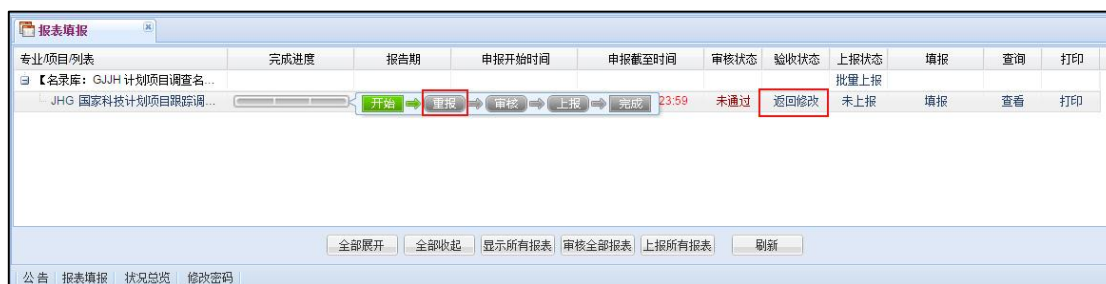 报表填报
专业/项目/列表 完成进度 报告期 申报开始时间 申报截至时间 审核状态 验收状态 上报状态 填报 查询 打印
【名录库：GJJH 计划项目调查名... 批量上报
JHG 国家科技计划项目跟踪调... 开始 重报 审核 上报 完成 23:59 未通过 返回修改 未上报 填报 查看 打印
全部展开 全部收起 显示所有报表 审核全部报表 上报所有报表 刷新
公告 报表填报 状况总览 修改密码